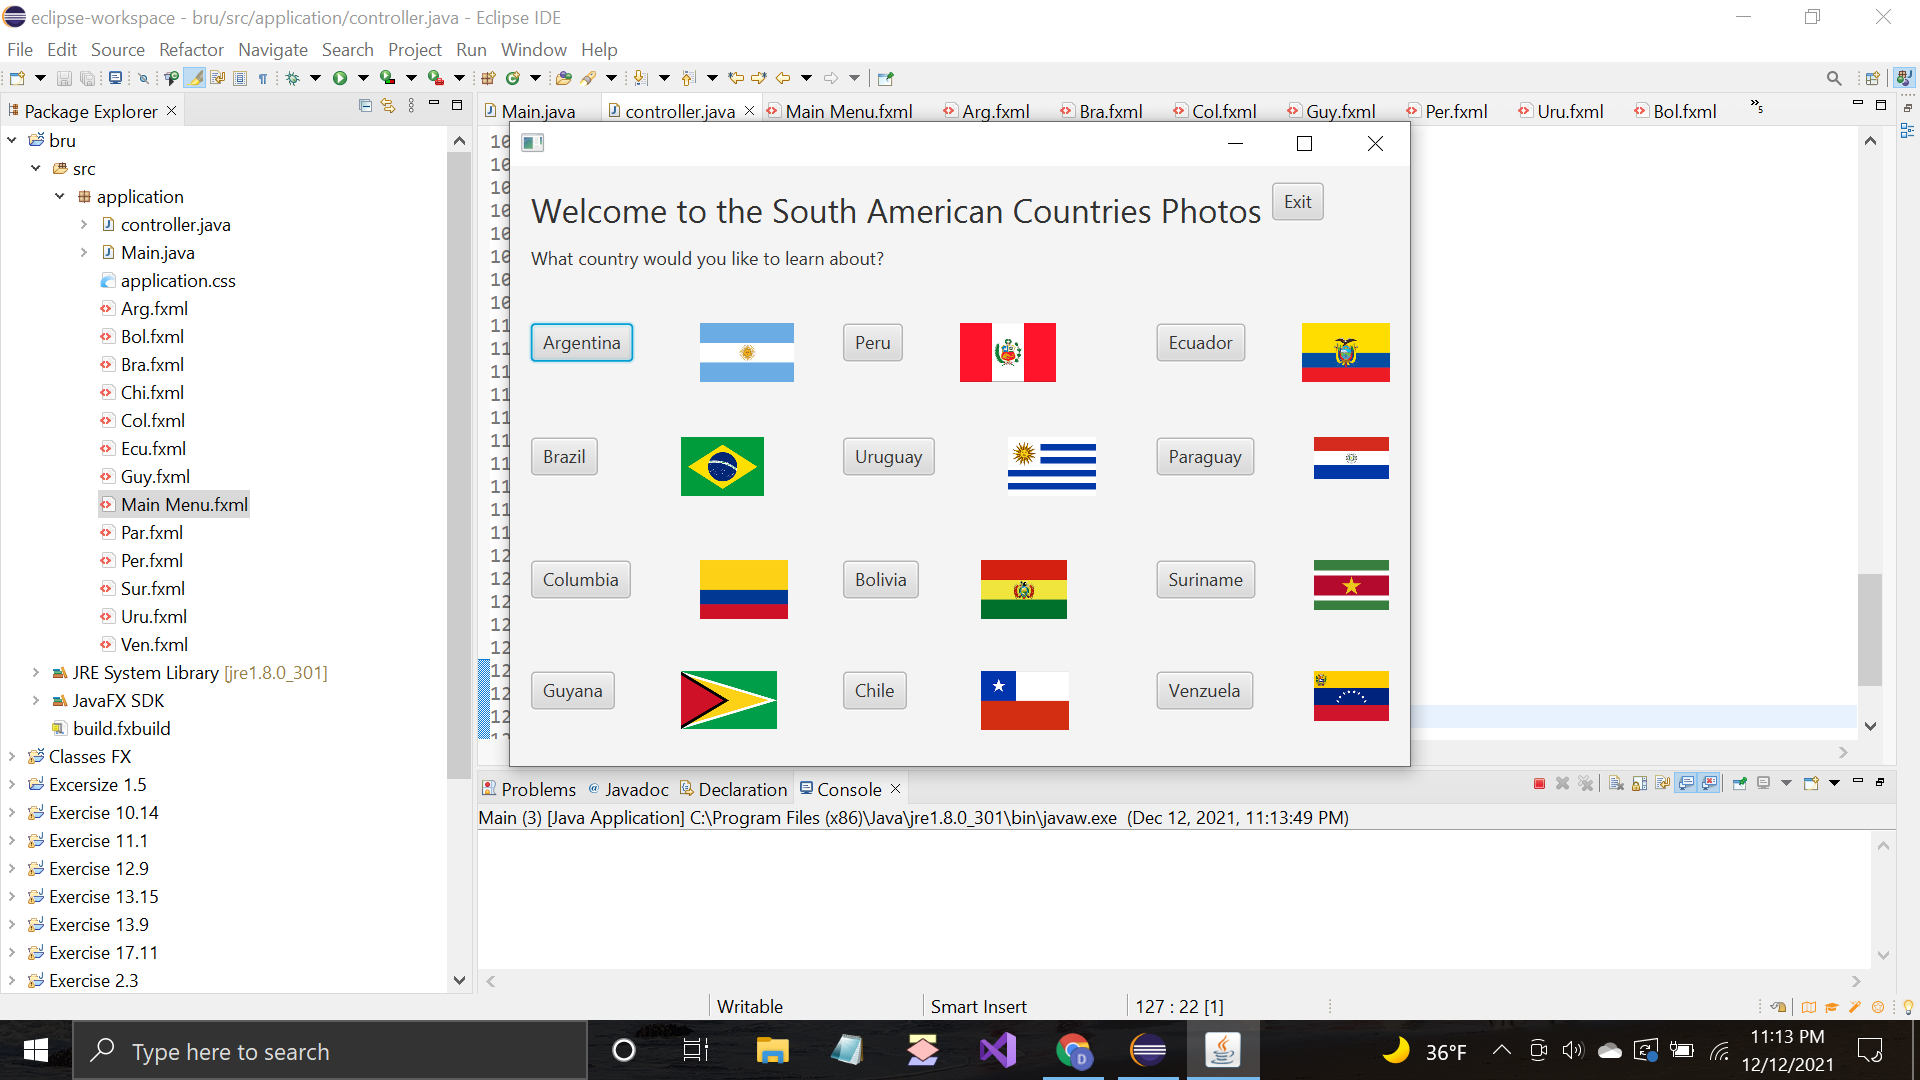 eclipse-workspace - bru/src/application/controller.java - Eclipse IDE
File Edit Source Refactor Navigate Search Project Run Window Help
Package Explorer
Main.java controller.java Main Menu.fxml Arg.fxml Bra.fxml Col.fxml Guy.fxml Per.fxml Uru.fxml Bol.fxml »5
bru
src
application
controller.java
Main.java
application.css
Arg.fxml
Bol.fxml
Bra.fxml
Chi.fxml
Col.fxml
Ecu.fxml
Guy.fxml
Main Menu.fxml
Par.fxml
Per.fxml
Sur.fxml
Uru.fxml
Ven.fxml
JRE System Library [jre1.8.0_301]
JavaFX SDK
build.fxbuild
Classes FX
Excersize 1.5
Exercise 10.14
Exercise 11.1
Exercise 12.9
Exercise 13.15
Exercise 13.9
Exercise 17.11
Exercise 2.3
Welcome to the South American Countries Photos Exit
What country would you like to learn about?
Argentina Peru Ecuador
Brazil Uruguay Paraguay
Columbia Bolivia Suriname
Guyana Chile Venzuela
Problems @ Javadoc Declaration Console
Main (3) [Java Application] C:\Program Files (x86)\Java\jre1.8.0_301\bin\javaw.exe (Dec 12, 2021, 11:13:49 PM)
Writable Smart Insert 127 : 22 [1]
Type here to search
36°F
11:13 PM
12/12/2021